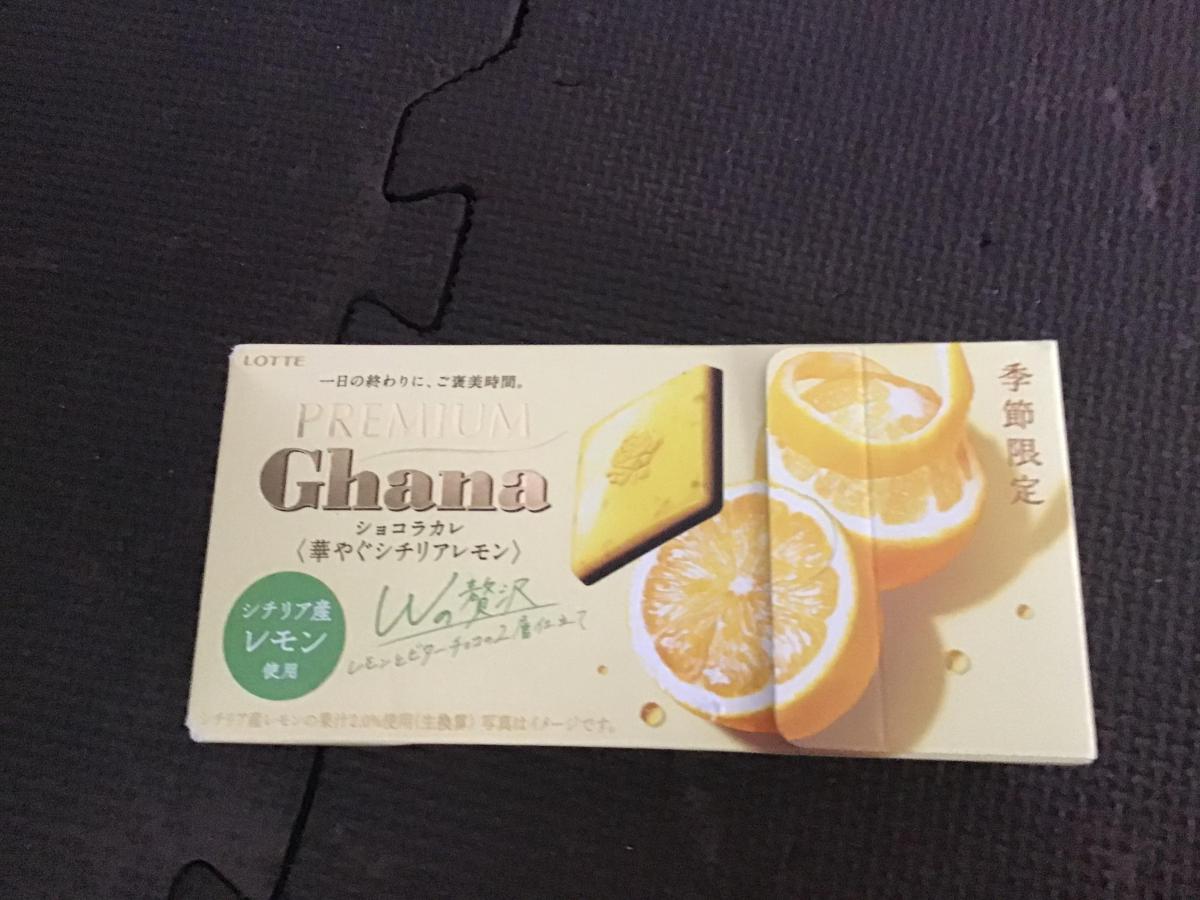 LOTTE
一日の終わりに、ご褒美時間。
PREMIUM
Ghana
ショコラカレ
〈華やぐシチリアレモン〉
シチリア産
レモン
使用
Wの贅沢
レモンとビターチョコの2層仕立て
シチリア産レモンの果汁2.0%使用(生換算) 写真はイメージです。
季節限定